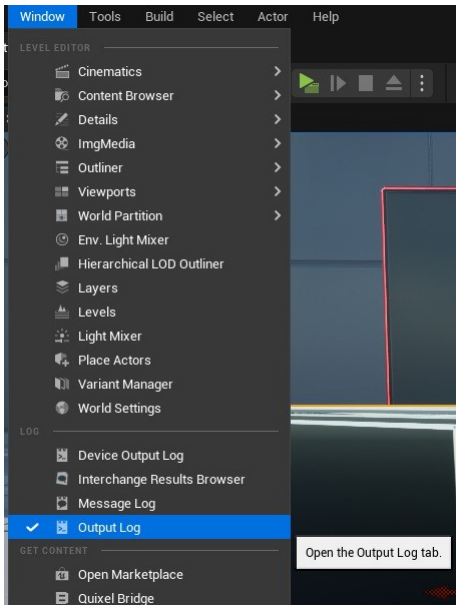 Window Tools Build Select Actor Help
LEVEL EDITOR
Cinematics
Content Browser
Details
ImgMedia
Outliner
Viewports
World Partition
Env. Light Mixer
Hierarchical LOD Outliner
Layers
Levels
Light Mixer
Place Actors
Variant Manager
World Settings
LOG
Device Output Log
Interchange Results Browser
Message Log
Output Log
Open the Output Log tab.
GET CONTENT
Open Marketplace
Quixel Bridge